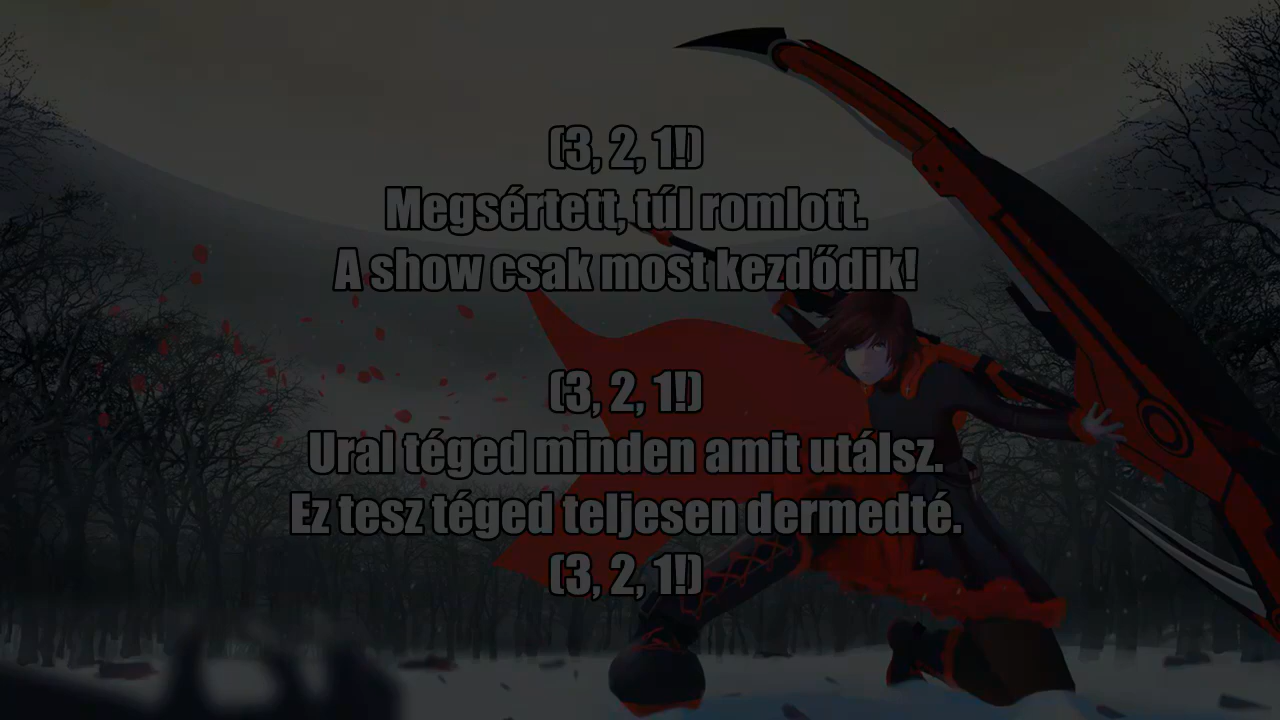 (3, 2, 1!)
Megsértett, túl romlott.
A show csak most kezdődik!
(3, 2, 1!)
Ural téged minden amit utálsz.
Ez tesz téged teljesen dermedté.
(3, 2, 1!)